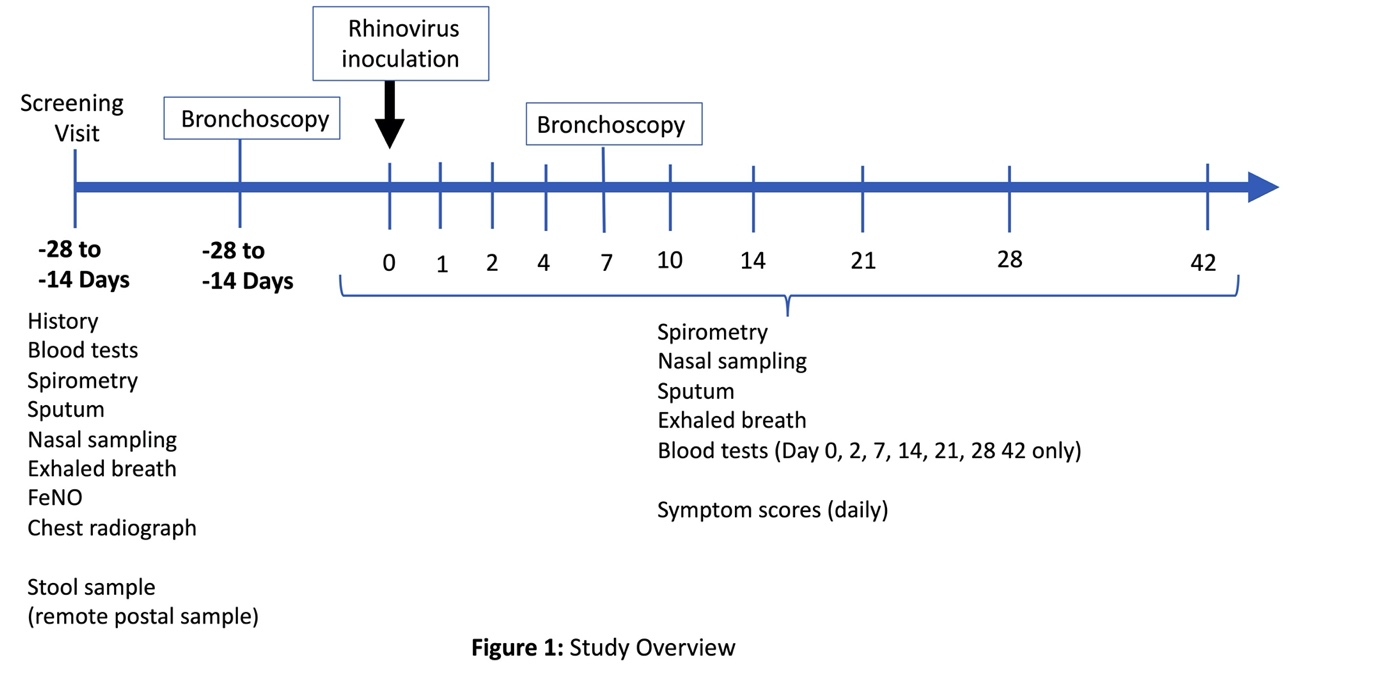 Rhinovirus
inoculation
Screening
Visit
Bronchoscopy
Bronchoscopy
-28 to
-14 Days
-28 to
-14 Days
0
1
2
4
7
10
14
21
28
42
History
Blood tests
Spirometry
Sputum
Nasal sampling
Exhaled breath
FeNO
Chest radiograph
Stool sample
(remote postal sample)
Spirometry
Nasal sampling
Sputum
Exhaled breath
Blood tests (Day 0, 2, 7, 14, 21, 28 42 only)
Symptom scores (daily)
Figure 1: Study Overview